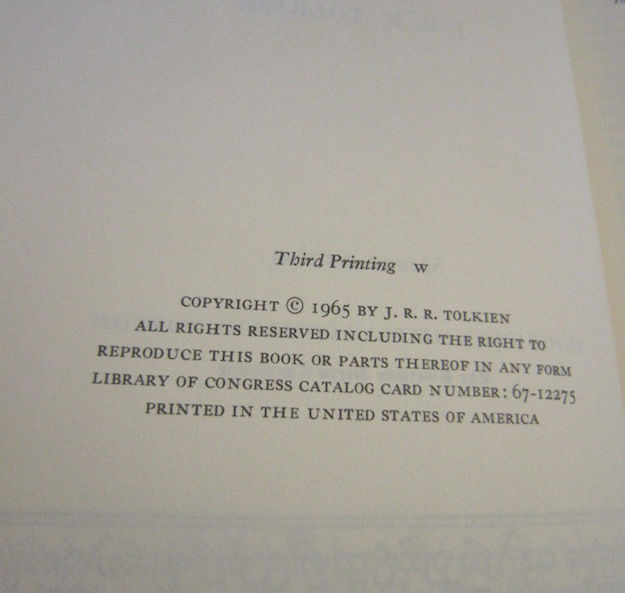 Third Printing W
COPYRIGHT © 1965 BY J. R. R. TOLKIEN
ALL RIGHTS RESERVED INCLUDING THE RIGHT TO
REPRODUCE THIS BOOK OR PARTS THEREOF IN ANY FORM
LIBRARY OF CONGRESS CATALOG CARD NUMBER: 67-12275
PRINTED IN THE UNITED STATES OF AMERICA